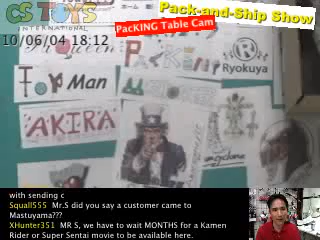 CS TOYS
INTERNATIONAL
Pack-and-Ship Show
PacKING Table Cam
10/06/04 18:12
PacKing
Ryokuya
Toy Man
AKIRA
with sending c
Squall555 Mr.S did you say a customer came to
Mastuyama???
XHunter351 MR S, we have to wait MONTHS for a Kamen
Rider or Super Sentai movie to be available here.